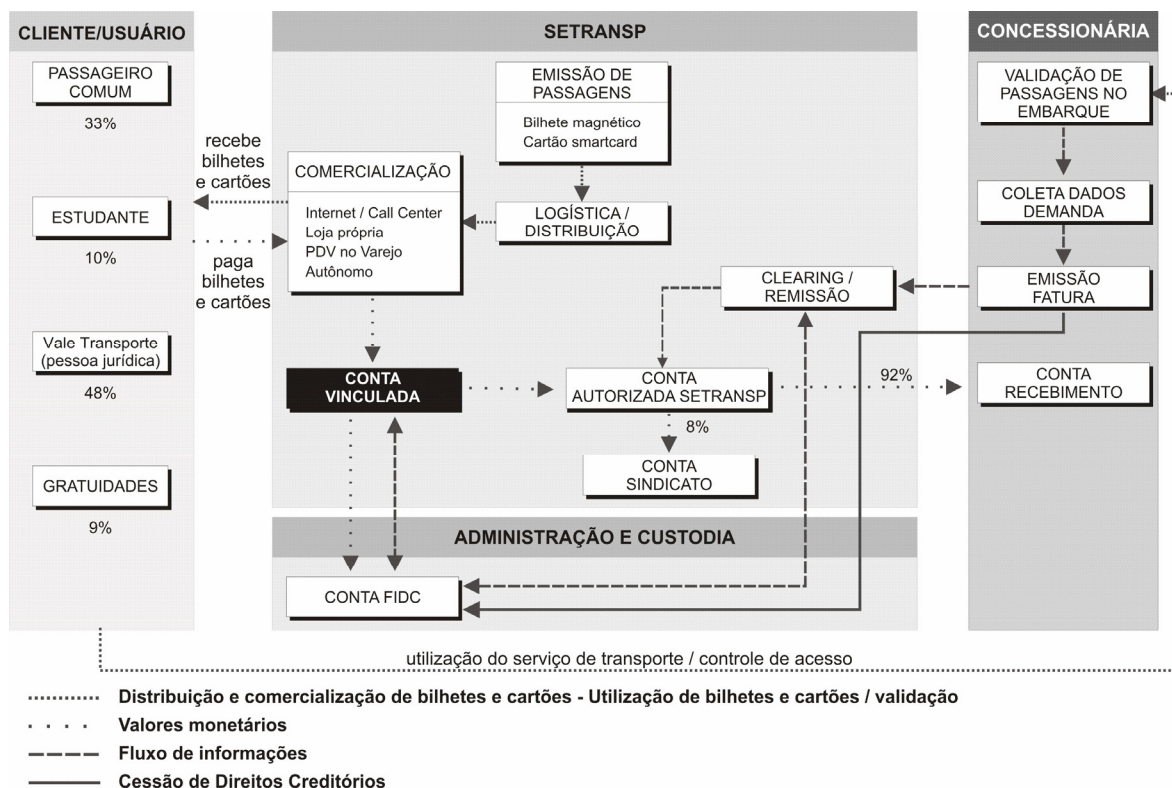 CLIENTE/USUÁRIO
PASSAGEIRO
COMUM
33%
ESTUDANTE
10%
Vale Transporte
(pessoa jurídica)
48%
GRATUIDADES
9%
recebe
bilhetes
e cartões
paga
bilhetes
e cartões
SETRANSP
EMISSÃO DE
PASSAGENS
Bilhete magnético
Cartão smartcard
COMERCIALIZAÇÃO
Internet / Call Center
Loja própria
PDV no Varejo
Autônomo
LOGÍSTICA /
DISTRIBUIÇÃO
CLEARING /
REMISSÃO
CONTA
VINCULADA
CONTA
AUTORIZADA SETRANSP
92%
8%
CONTA
SINDICATO
ADMINISTRAÇÃO E CUSTODIA
CONTA FIDC
CONCESSIONÁRIA
VALIDAÇÃO DE
PASSAGENS NO
EMBARQUE
COLETA DADOS
DEMANDA
EMISSÃO
FATURA
CONTA
RECEBIMENTO
utilização do serviço de transporte / controle de acesso
Distribuição e comercialização de bilhetes e cartões - Utilização de bilhetes e cartões / validação
Valores monetários
Fluxo de informações
Cessão de Direitos Creditórios